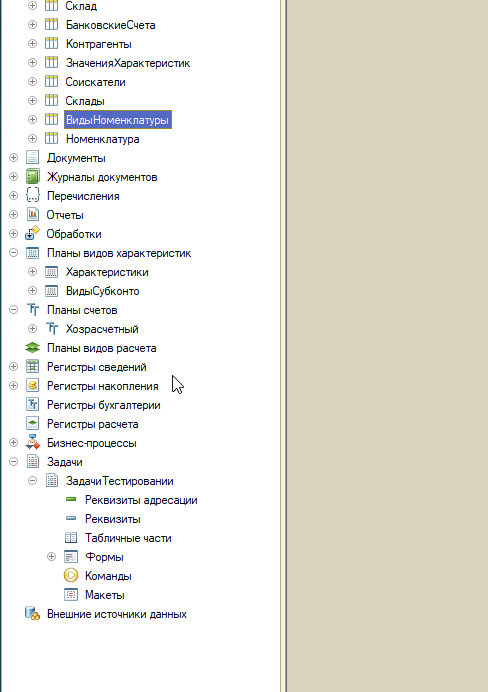 Склад
БанковскиеСчета
Контрагенты
ЗначенияХарактеристик
Соискатели
Склады
ВидыНоменклатуры
Номенклатура
Документы
Журналы документов
Перечисления
Отчеты
Обработки
Планы видов характеристик
Характеристики
ВидыСубконто
Планы счетов
Хозрасчетный
Планы видов расчета
Регистры сведений
Регистры накопления
Регистры бухгалтерии
Регистры расчета
Бизнес-процессы
Задачи
ЗадачиТестировании
Реквизиты адресации
Реквизиты
Табличные части
Формы
Команды
Макеты
Внешние источники данных